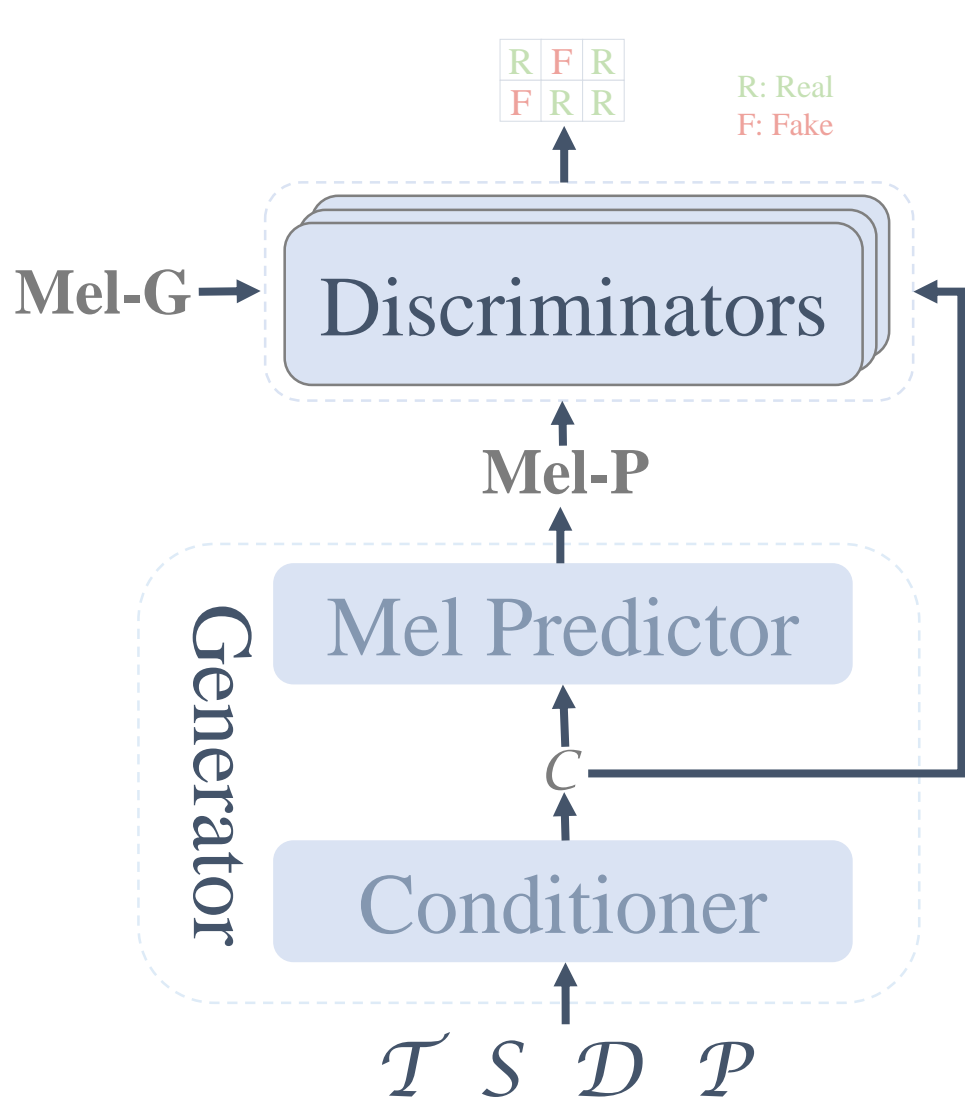 R F R
F R R
R: Real
F: Fake
Discriminators
Mel-G
Mel-P
Generator
Mel Predictor
C
Conditioner
𝒯 𝒮 𝒟 𝒫